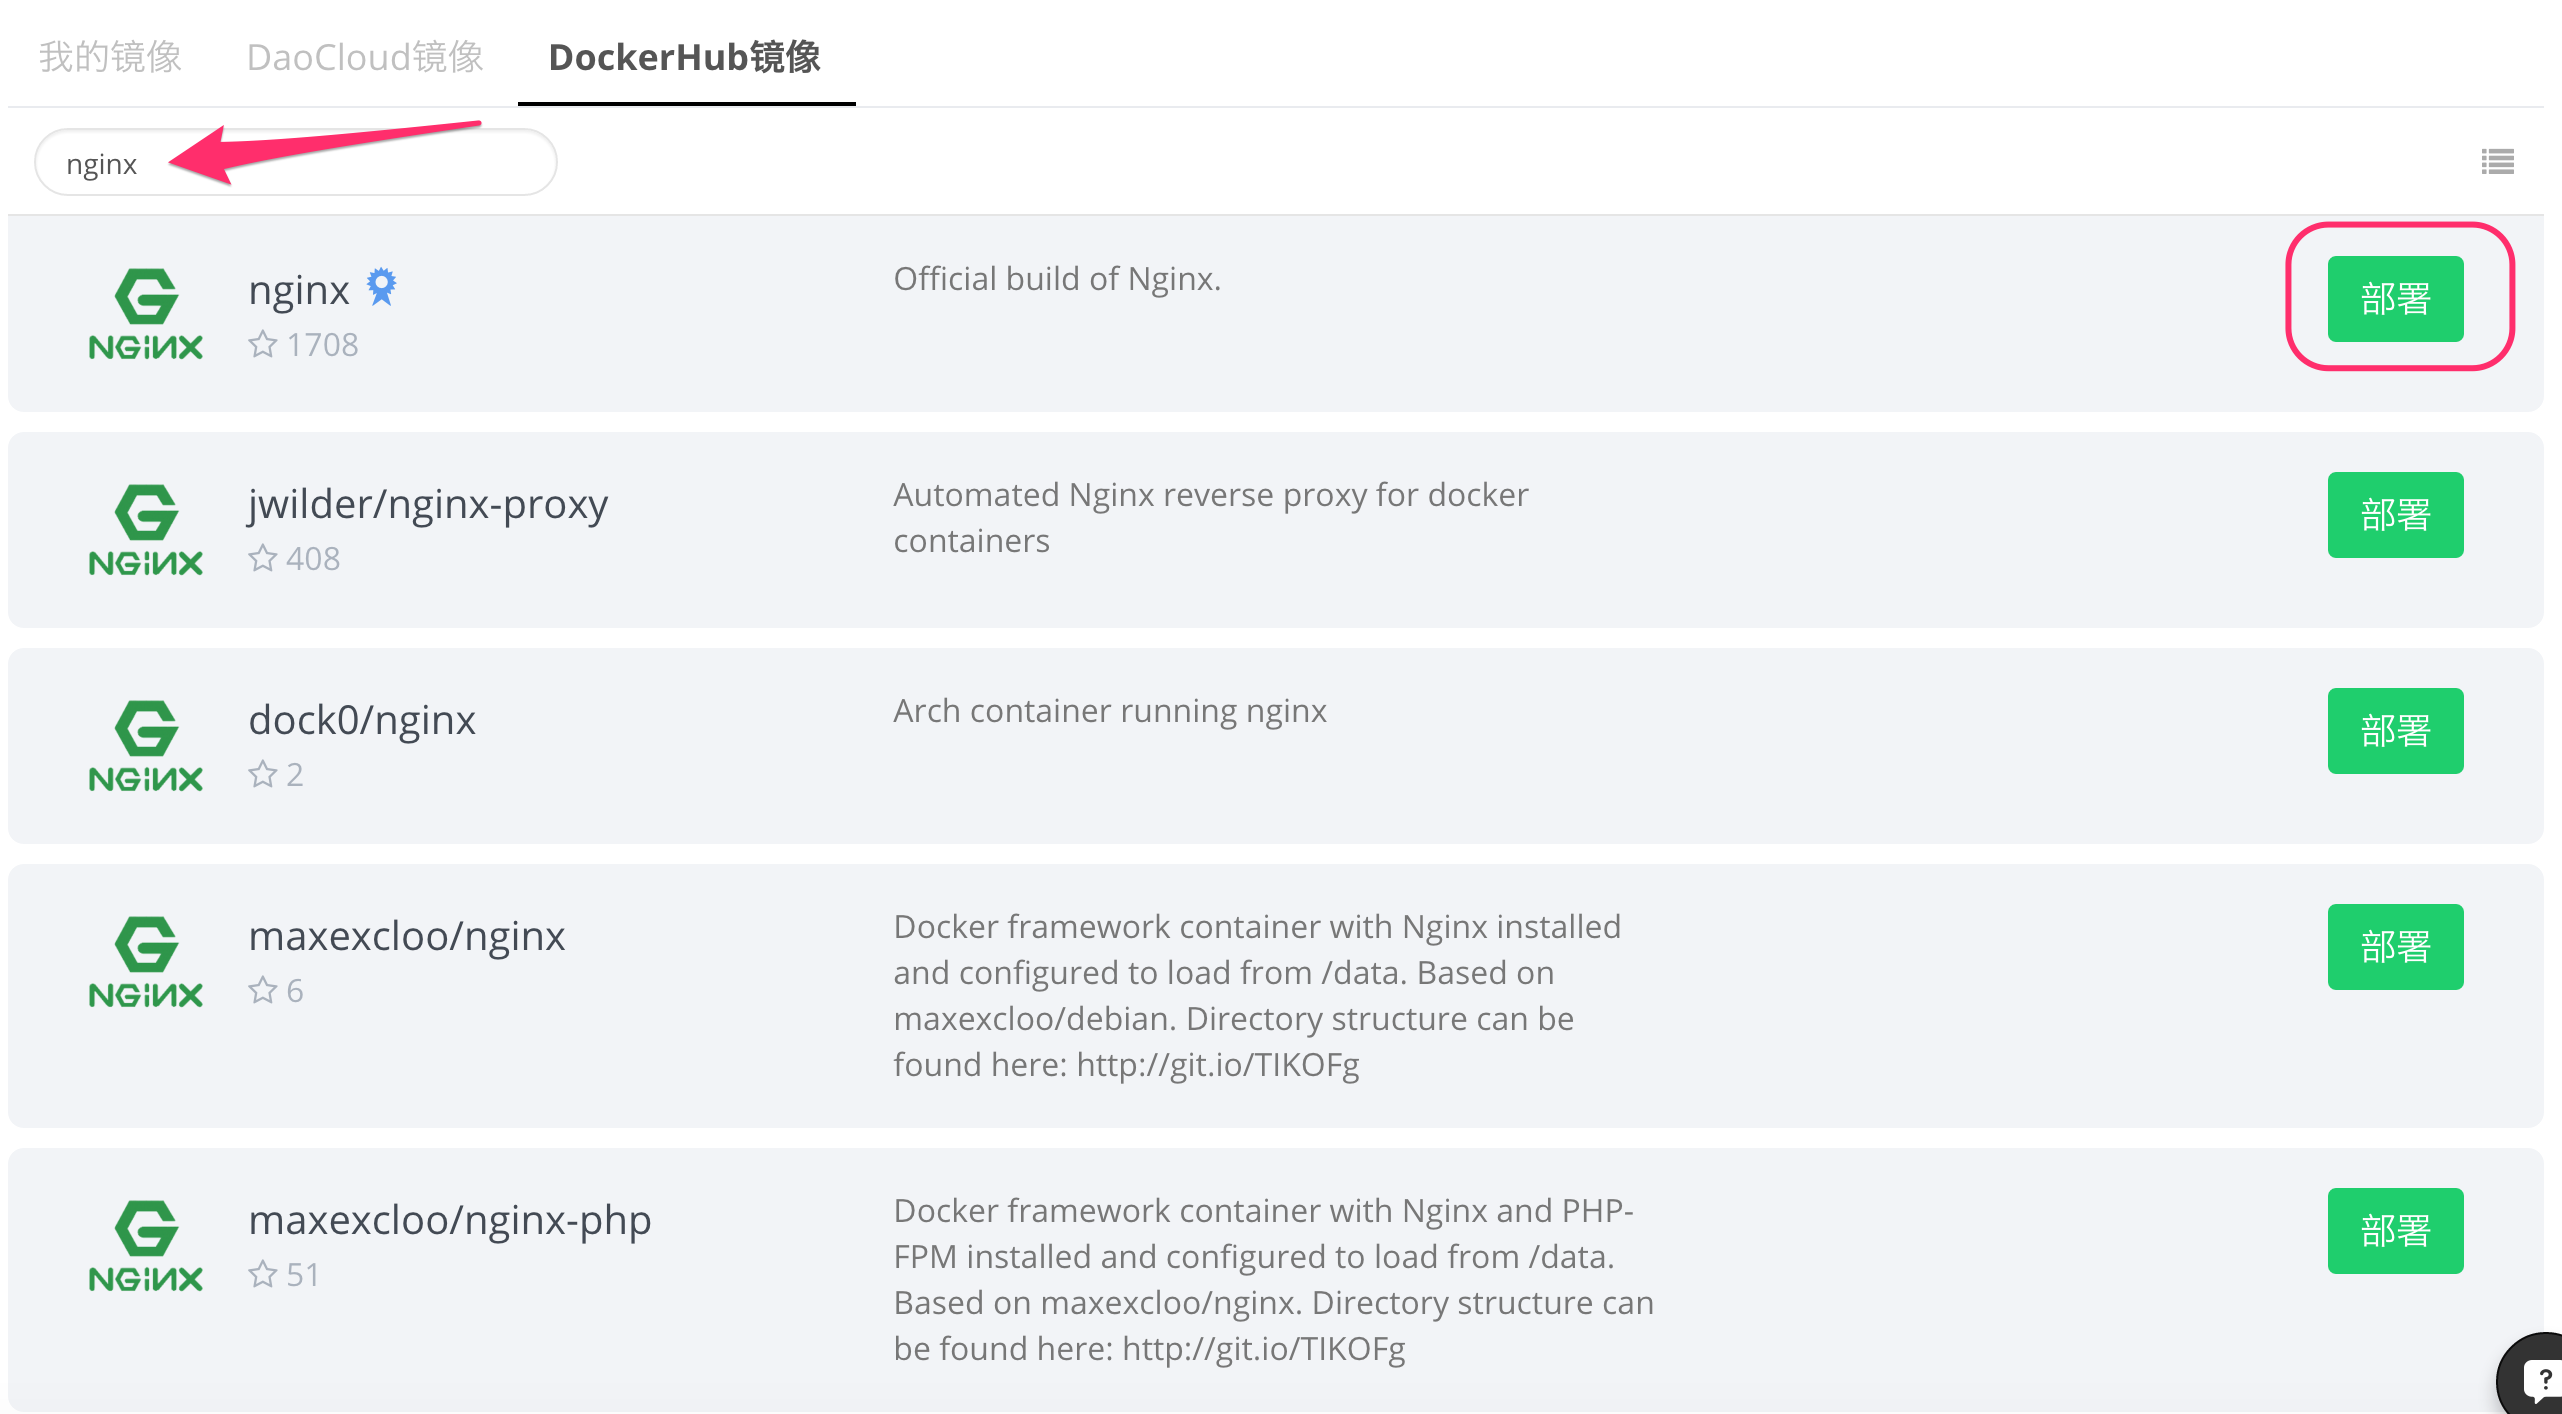 我的镜像 DaoCloud镜像 DockerHub镜像
nginx
nginx
Official build of Nginx.
部署
1708
NGiNX
jwilder/nginx-proxy
Automated Nginx reverse proxy for docker
containers
部署
408
NGiNX
dock0/nginx
Arch container running nginx
部署
2
NGiNX
maxexcloo/nginx
Docker framework container with Nginx installed
and configured to load from /data. Based on
maxexcloo/debian. Directory structure can be
found here: http://git.io/TIKOFg
部署
6
NGiNX
maxexcloo/nginx-php
Docker framework container with Nginx and PHP-
FPM installed and configured to load from /data.
Based on maxexcloo/nginx. Directory structure can
be found here: http://git.io/TIKOFg
部署
51
NGiNX
?